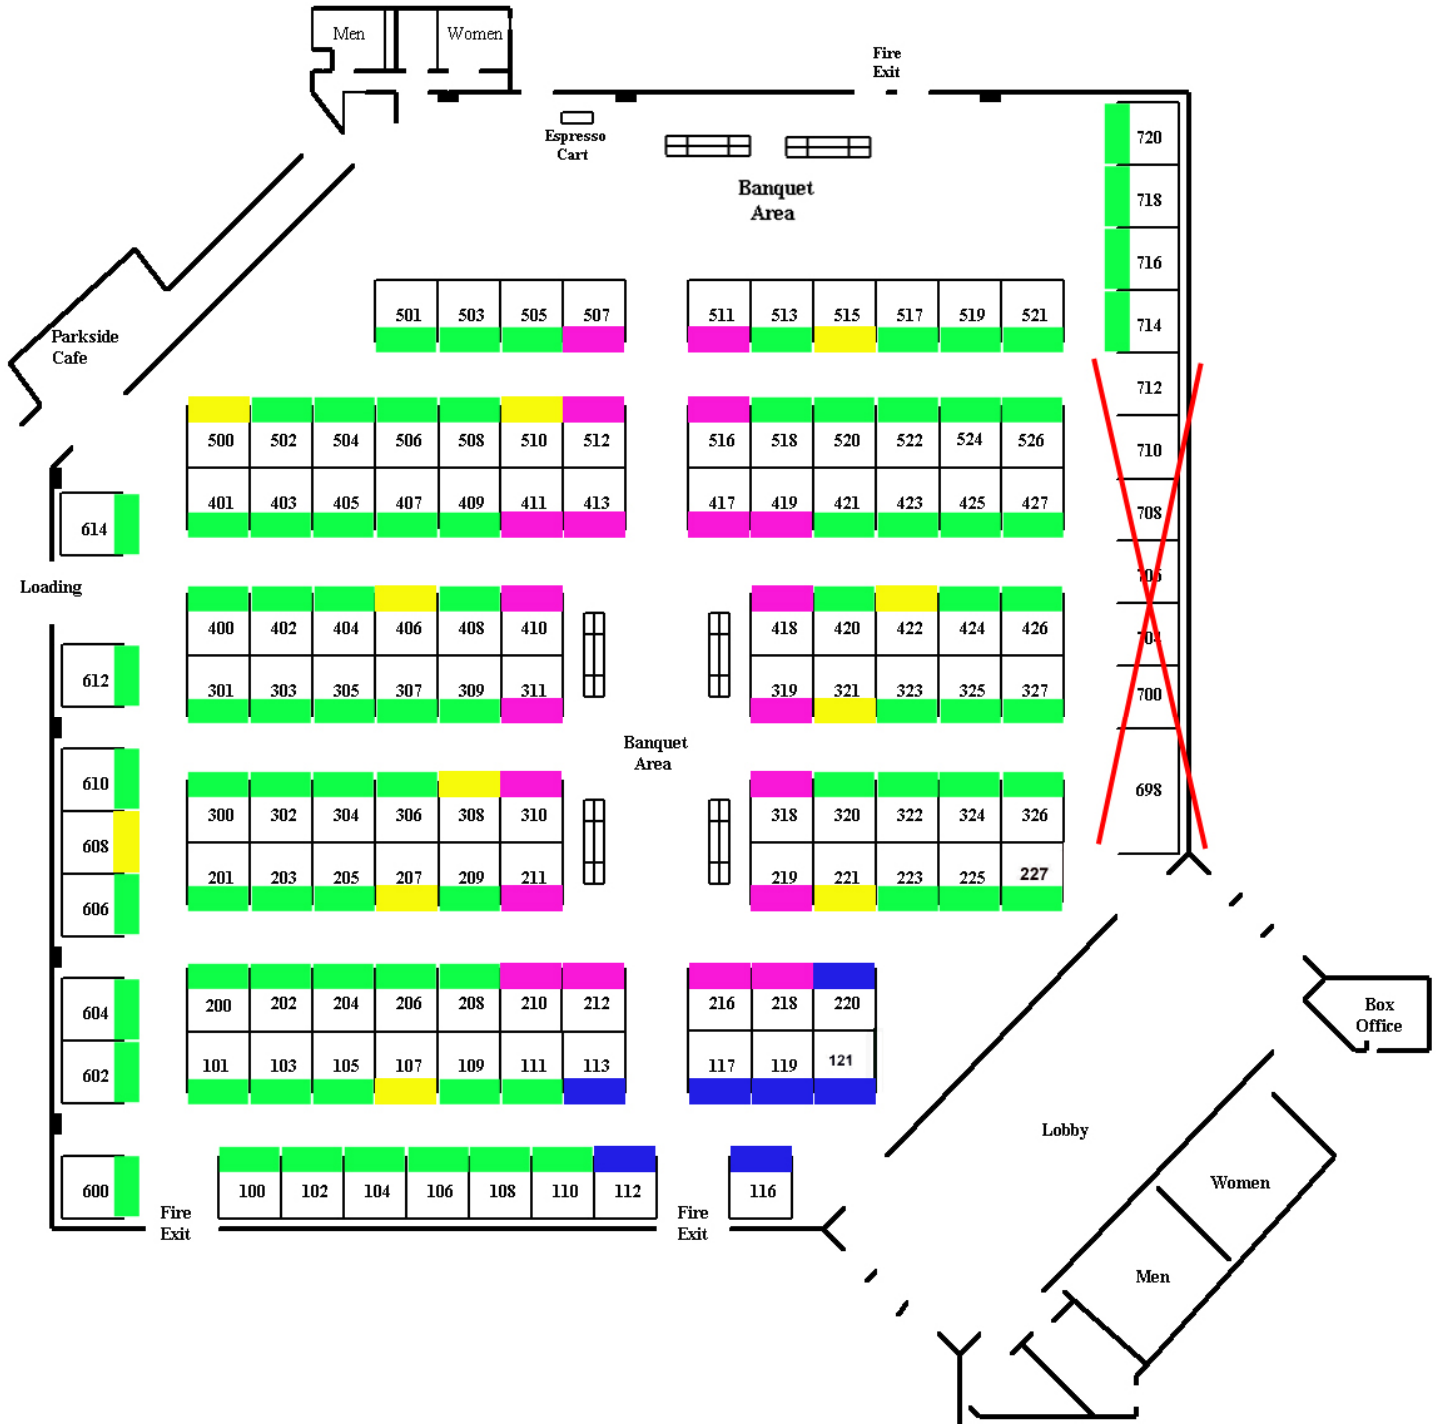 Men Women
Fire
Exit
Espresso
Cart
Banquet
Area
720
718
716
714
712
710
708
706
704
700
698
501 503 505 507 511 513 515 517 519 521
Parkside
Cafe
500 502 504 506 508 510 512 516 518 520 522 524 526
401 403 405 407 409 411 413 417 419 421 423 425 427
614
Loading
400 402 404 406 408 410 418 420 422 424 426
612
301 303 305 307 309 311 319 321 323 325 327
Banquet
Area
610
300 302 304 306 308 310 318 320 322 324 326
608
201 203 205 207 209 211 219 221 223 225 227
606
200 202 204 206 208 210 212 216 218 220
604
101 103 105 107 109 111 113 117 119 121
602
Box
Office
Lobby
600
100 102 104 106 108 110 112 116
Fire
Exit
Fire
Exit
Women
Men